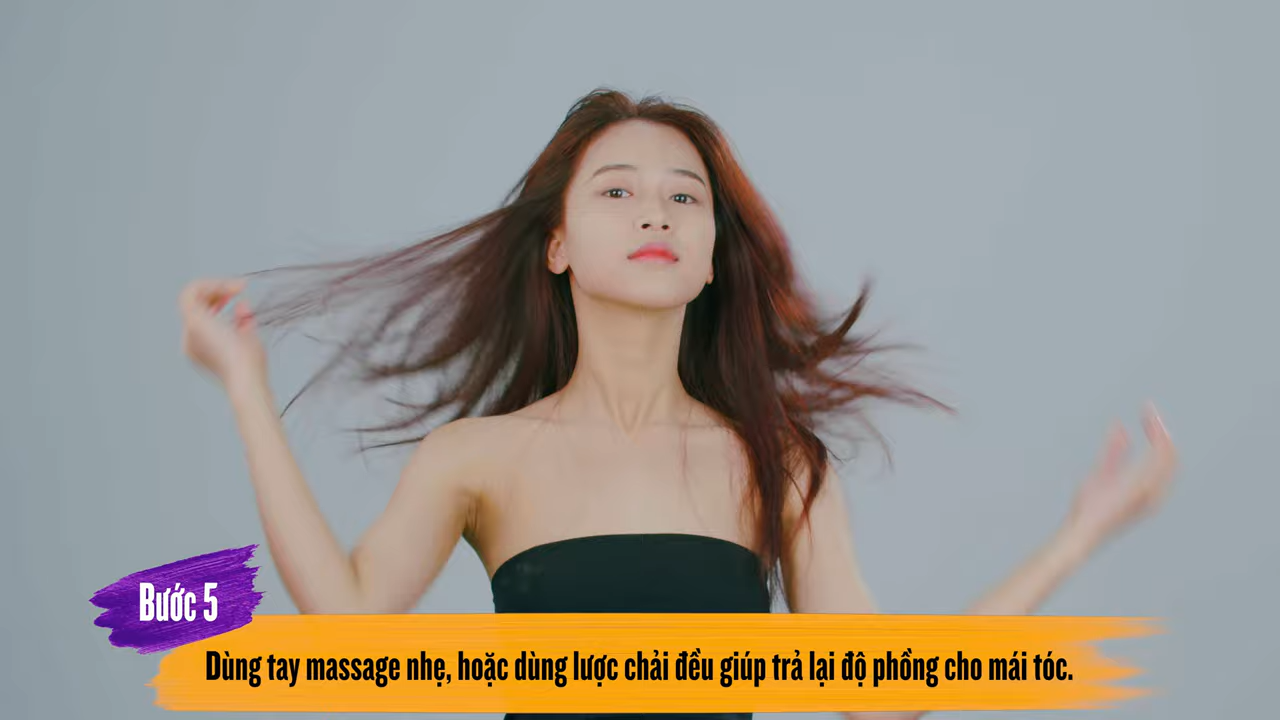 Bước 5
Dùng tay massage nhẹ, hoặc dùng lược chải đều giúp trả lại độ phồng cho mái tóc.